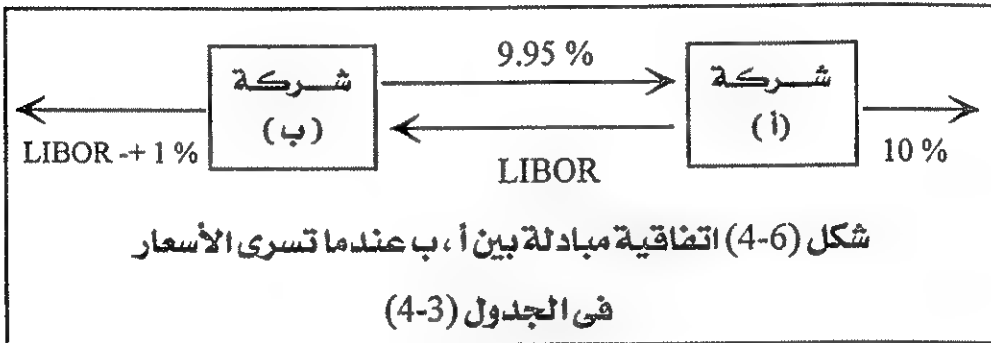 9.95 %
شركة
(ب)
شركة
(أ)
LIBOR -+ 1 %
LIBOR
10 %
شكل (4-6) اتفاقية مبادلة بين أ ، ب عندما تسرى الأسعار
فى الجدول (4-3)